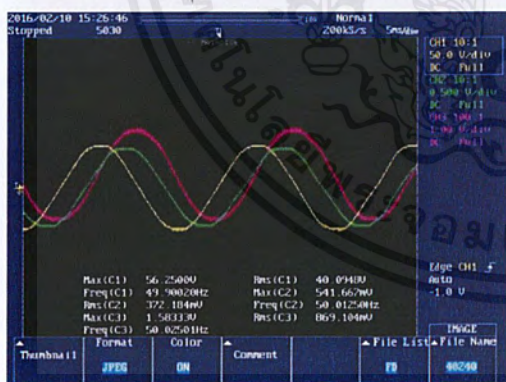 2016/02/10 15:26:46
Normal
Stopped 5030 200kS/s 5ms/div
CH1 10:1
50.0 V/div
DC Full
CH2 10:1
0.500 V/div
DC Full
CH3 100:1
1.00 V/div
DC Full
Edge CH1
Auto
-1.0 V
Max(C1) 56.2500V Rms(C1) 40.0948V
Freq(C1) 49.90020Hz Max(C2) 541.667mV
Rms(C2) 372.184mV Freq(C2) 50.01250Hz
Max(C3) 1.58333V Rms(C3) 869.104mV
Freq(C3) 50.02501Hz
IMAGE
Thumbnail Format Color Comment File List File Name
JPEG ON FD 40240